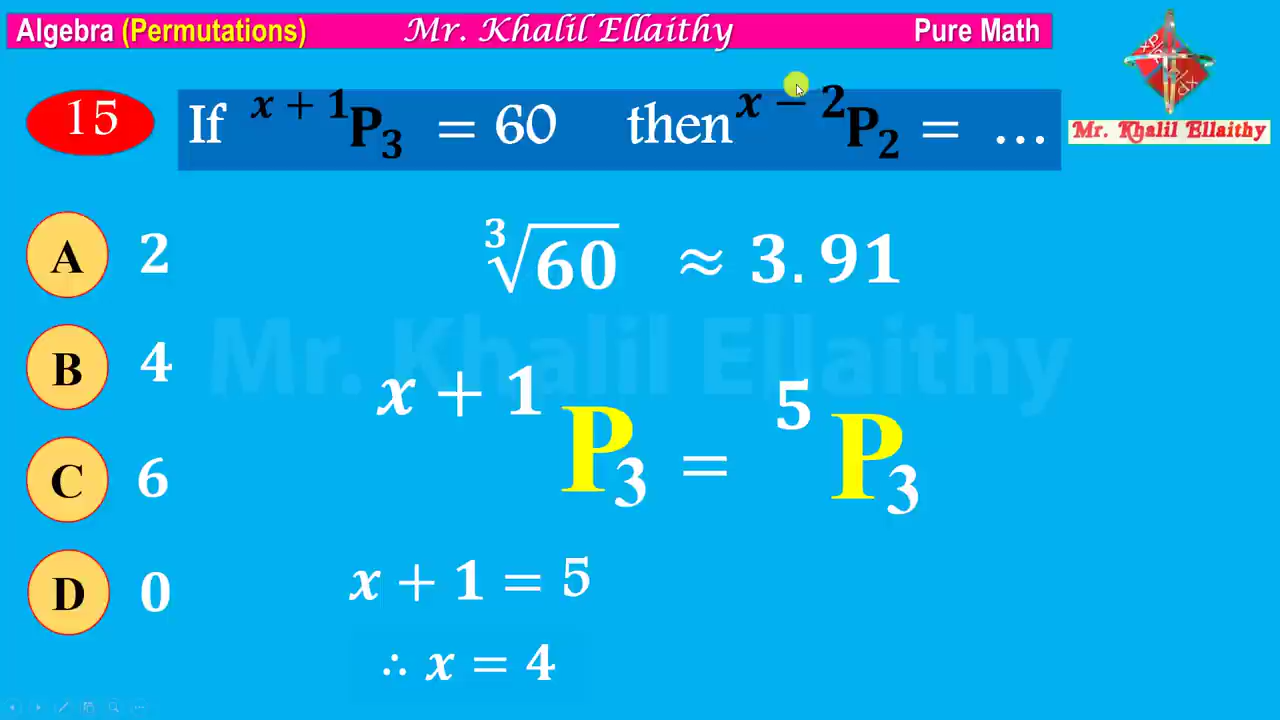 Algebra (Permutations) Mr. Khalil Ellaithy Pure Math
Mr. Khalil Ellaithy
15 If ˣ⁺¹P₃ = 60 then ˣ⁻²P₂ = ...
A 2
∛60 ≈ 3.91
Mr. Khalil Ellaithy
B 4
ˣ⁺¹P₃ = ⁵P₃
C 6
x + 1 = 5
D 0
∴ x = 4